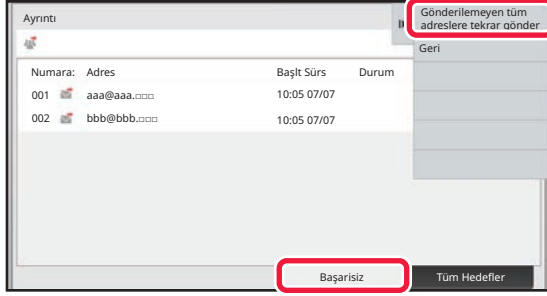 Ayrıntı
Gönderilemeyen tüm
adreslere tekrar gönder
Geri
Numara: Adres Başlt Sürs Durum
001 aaa@aaa.□□□ 10:05 07/07
002 bbb@bbb.□□□ 10:05 07/07
Başarisiz Tüm Hedefler